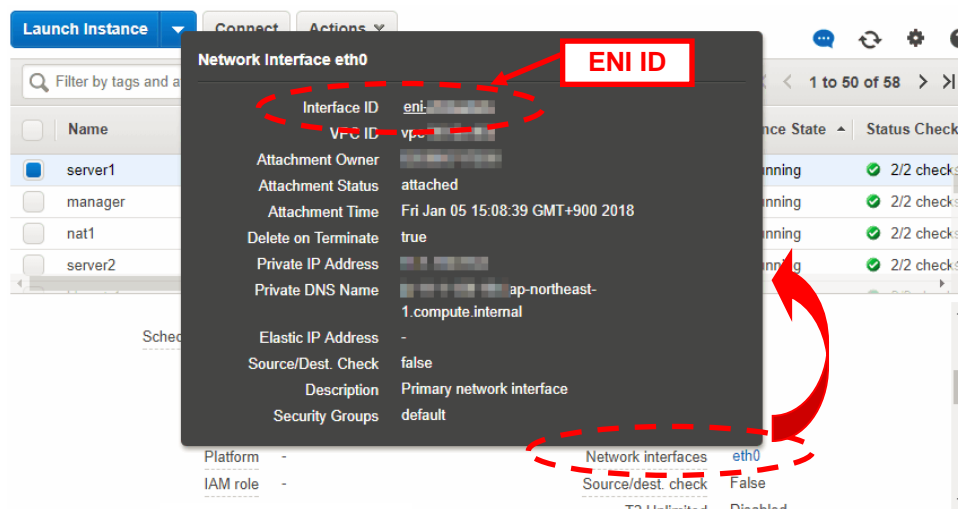 Launch Instance
Connect
Actions
Filter by tags and a
1 to 50 of 58
Name
nce State
Status Check
server1
nning
2/2 checks
manager
nning
2/2 checks
nat1
nning
2/2 checks
server2
nning
2/2 checks
Network Interface eth0
ENI ID
Interface ID eni-
VPC ID vpc
Attachment Owner
Attachment Status attached
Attachment Time Fri Jan 05 15:08:39 GMT+900 2018
Delete on Terminate true
Private IP Address
Private DNS Name ap-northeast-
1.compute.internal
Elastic IP Address -
Source/Dest. Check false
Description Primary network interface
Security Groups default
Sched
Platform -
Network interfaces eth0
IAM role -
Source/dest. check False
T2 Unlimited Disabled